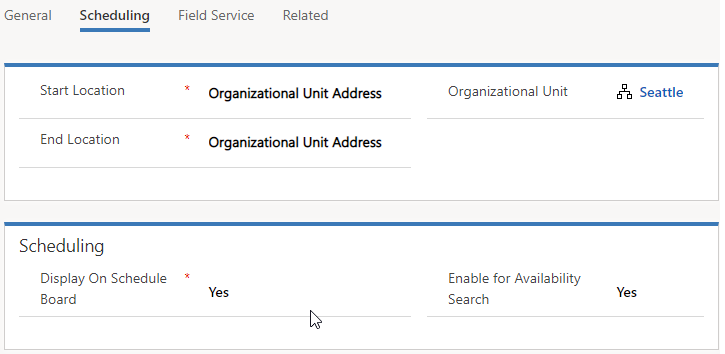 General Scheduling Field Service Related
Start Location * Organizational Unit Address Organizational Unit Seattle
End Location * Organizational Unit Address
Scheduling
Display On Schedule Board * Yes Enable for Availability Search Yes